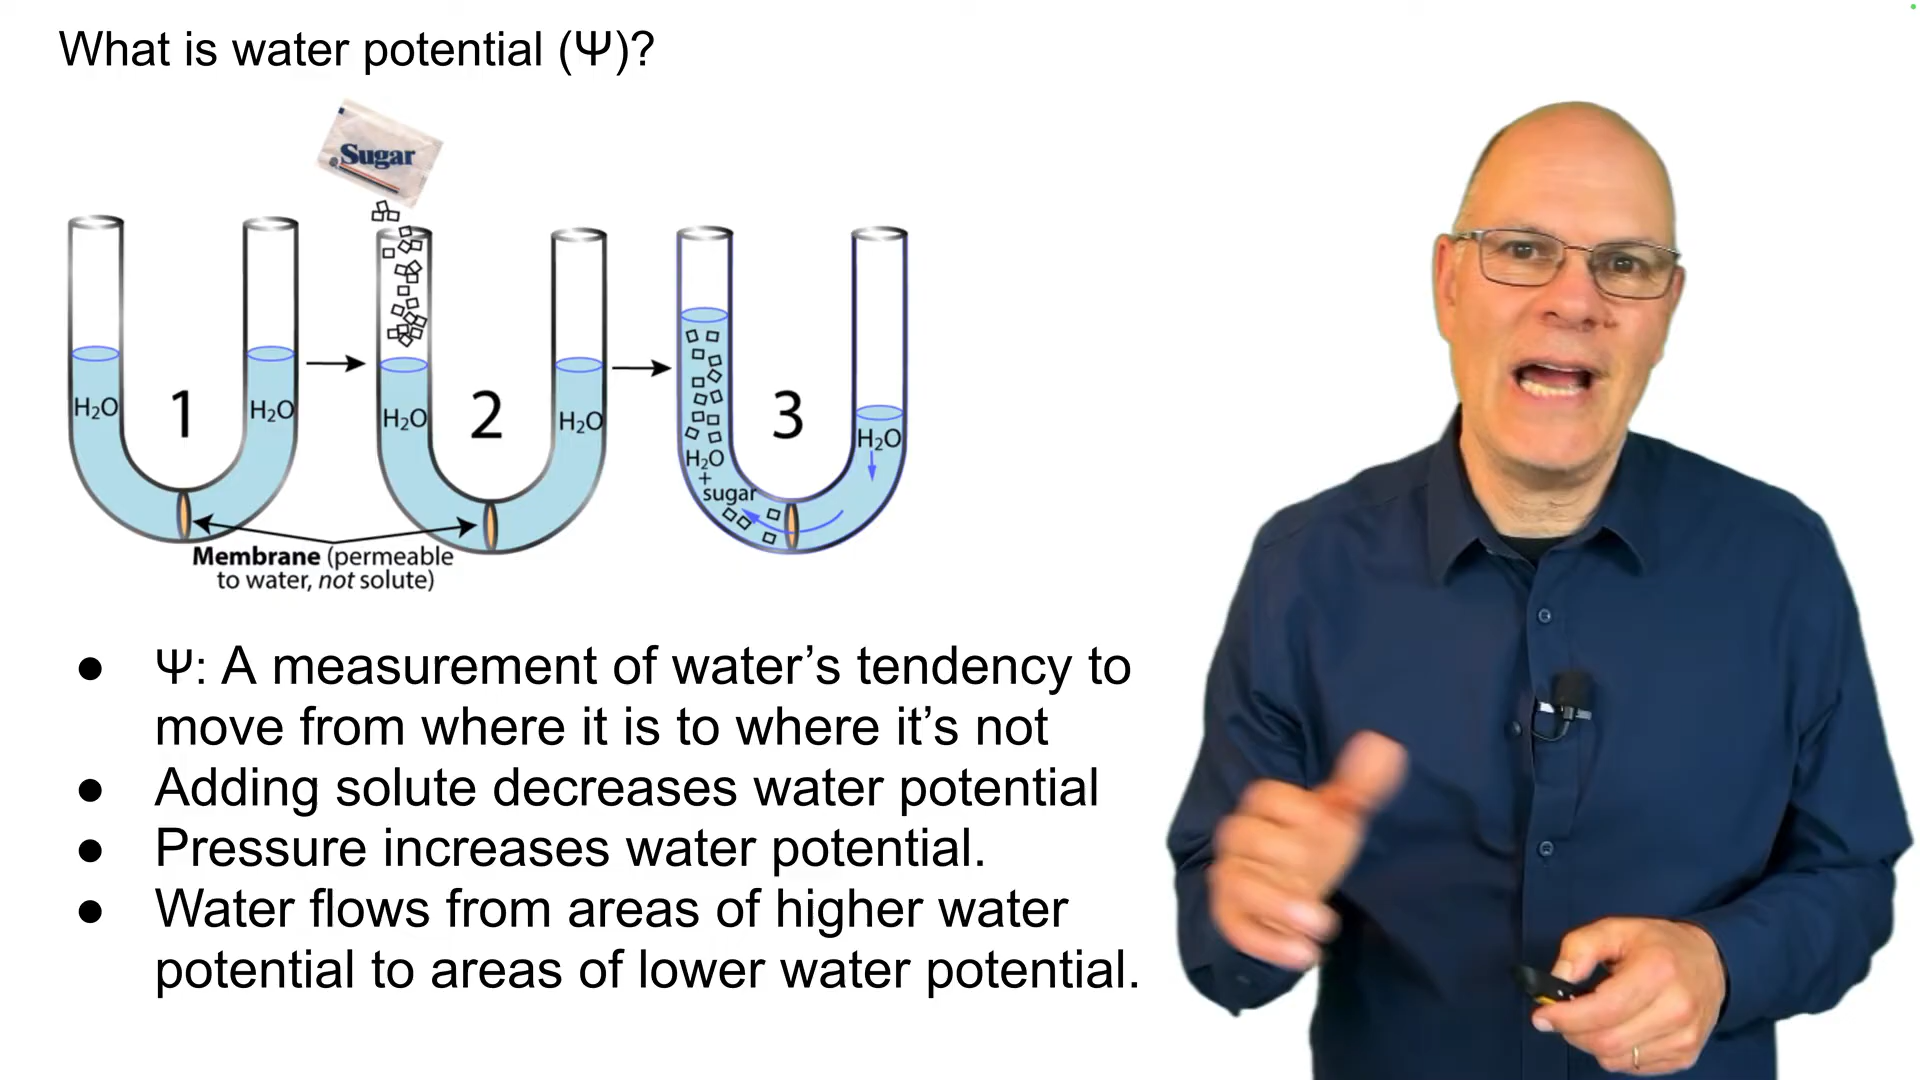 What is water potential (Ψ)?
Sugar
H₂O
1
H₂O
H₂O
2
H₂O
H₂O
+
sugar
3
H₂O
Membrane (permeable
to water, not solute)
● Ψ: A measurement of water’s tendency to
move from where it is to where it’s not
● Adding solute decreases water potential
● Pressure increases water potential.
● Water flows from areas of higher water
potential to areas of lower water potential.